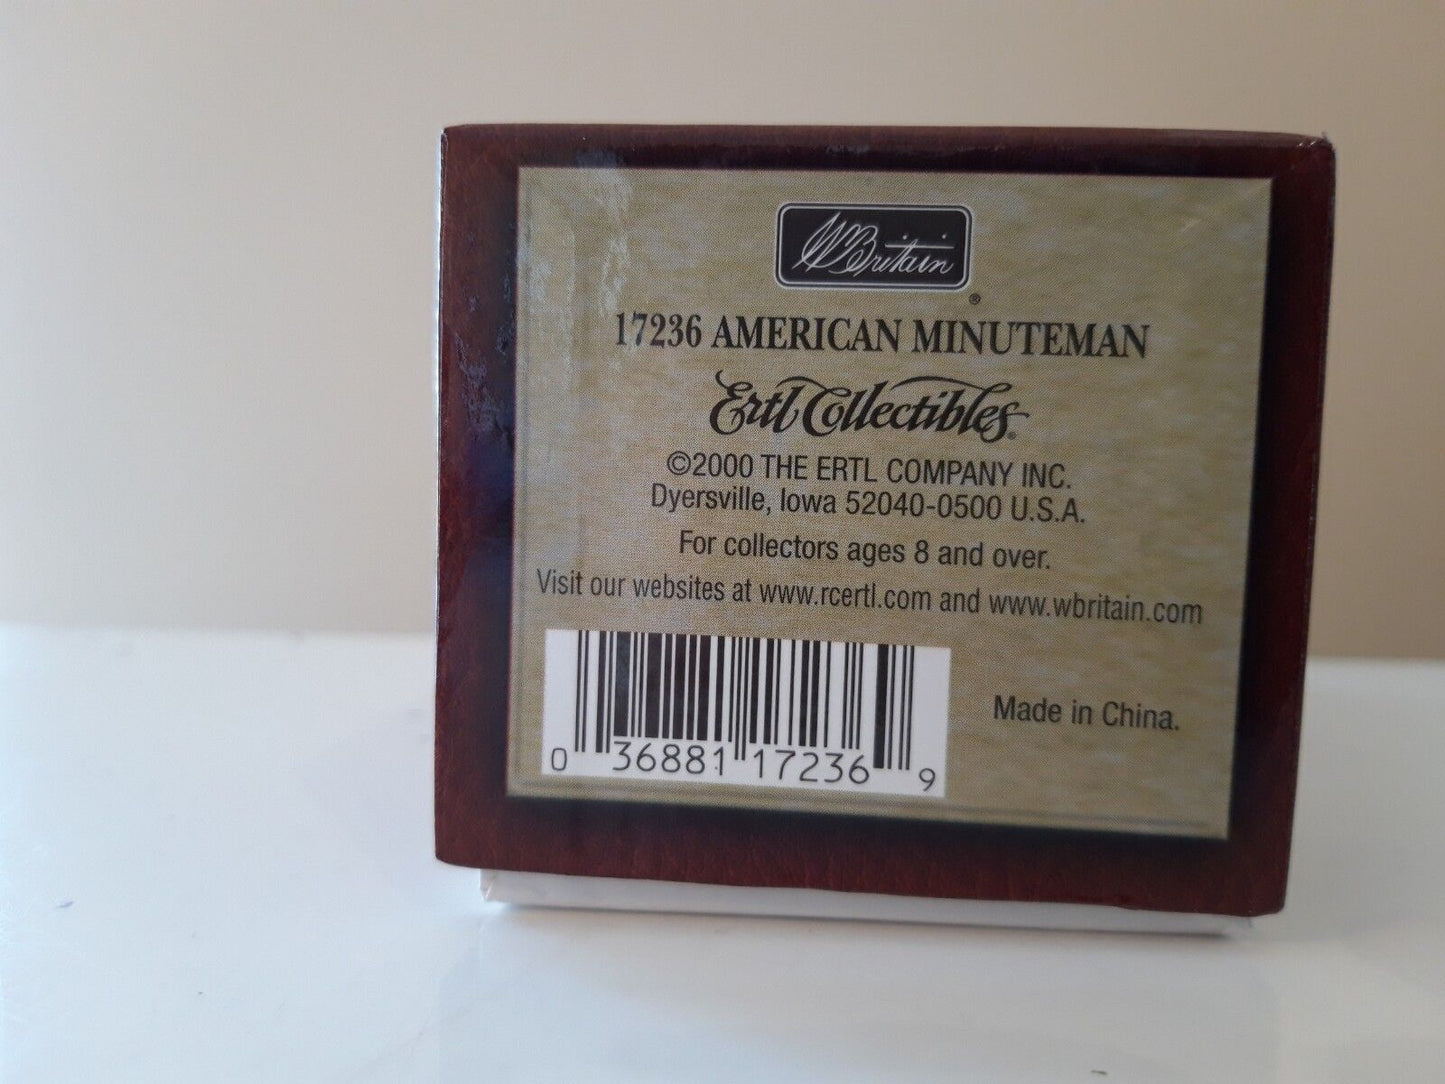 WBritain®
17236 AMERICAN MINUTEMAN
Ertl Collectibles®
©2000 THE ERTL COMPANY INC.
Dyersville, Iowa 52040-0500 U.S.A.
For collectors ages 8 and over.
Visit our websites at www.rcertl.com and www.wbritain.com
Made in China.
0 36881 17236 9